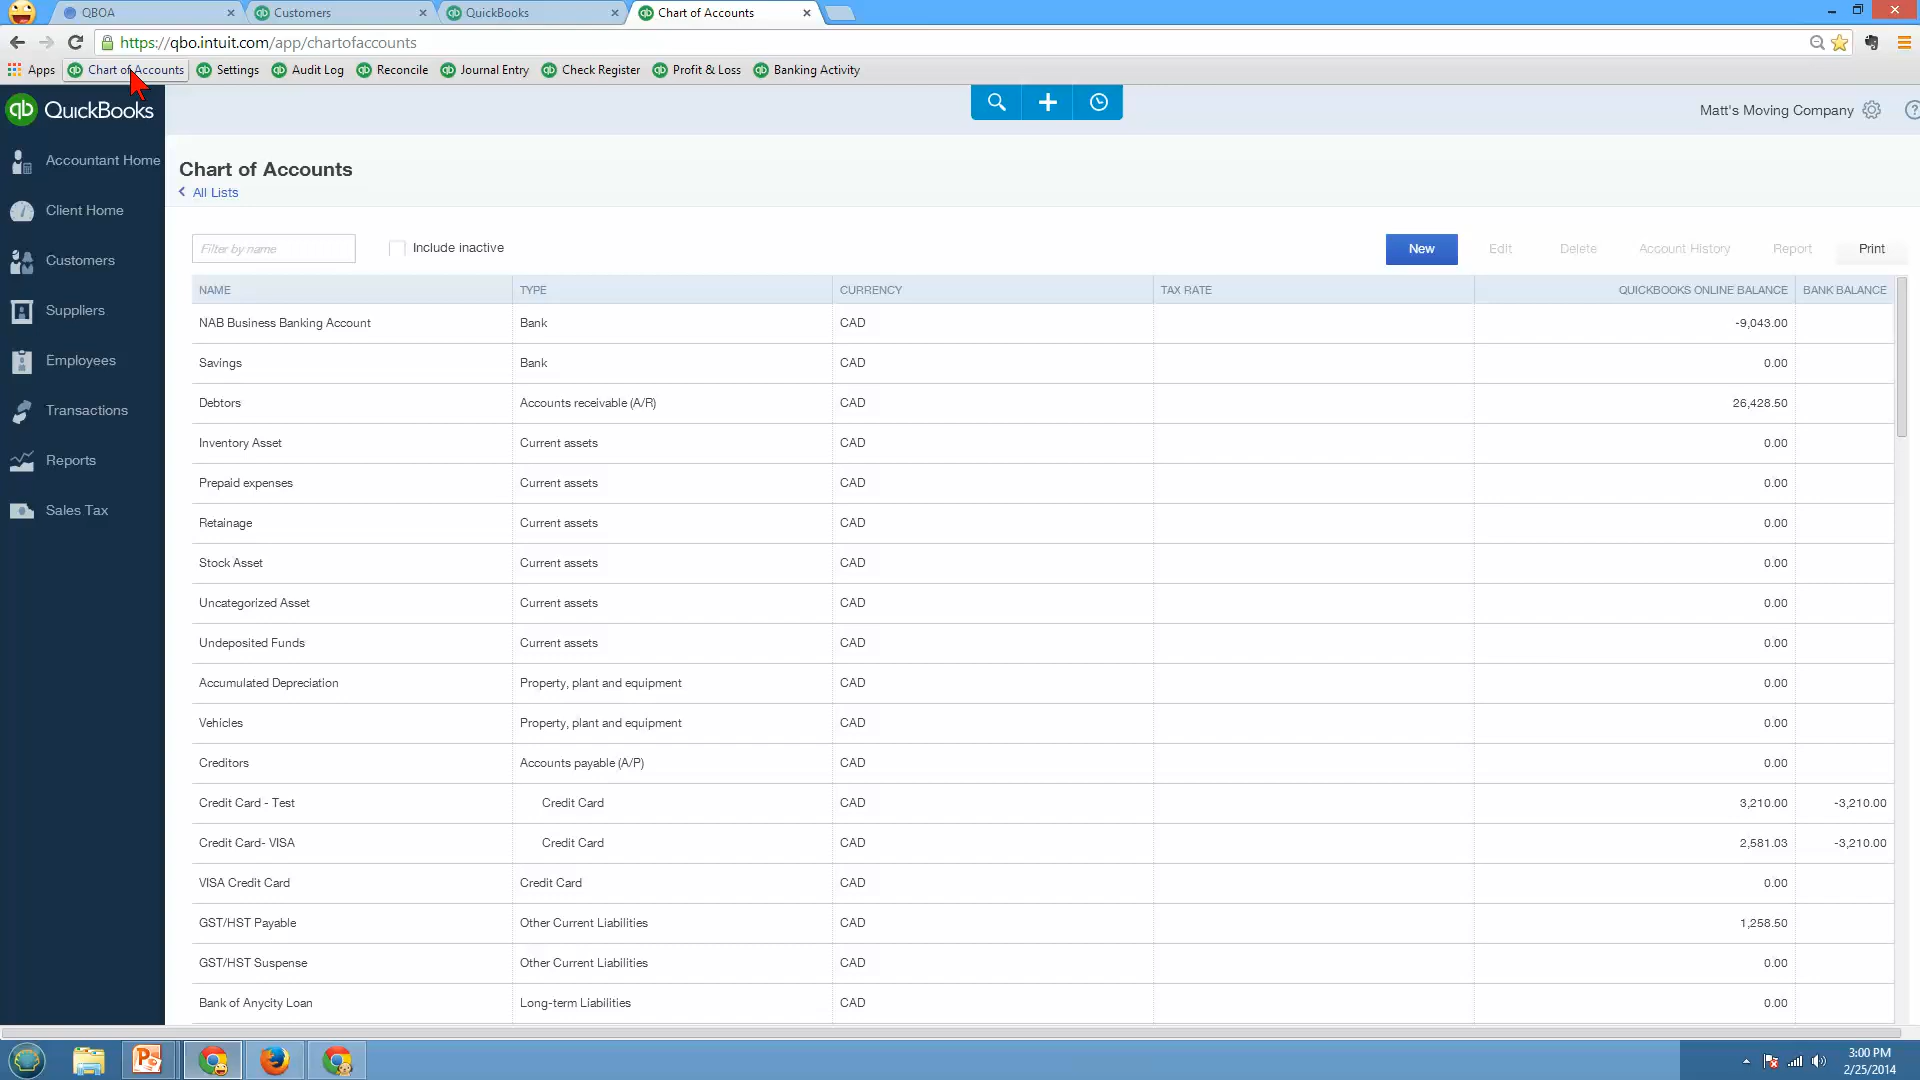 QBOA
Customers
QuickBooks
Chart of Accounts
https://qbo.intuit.com/app/chartofaccounts
Apps Chart of Accounts Settings Audit Log Reconcile Journal Entry Check Register Profit & Loss Banking Activity
qb QuickBooks
Matt's Moving Company
Accountant Home
Client Home
Customers
Suppliers
Employees
Transactions
Reports
Sales Tax
Chart of Accounts
All Lists
Filter by name
Include inactive
New Edit Delete Account History Report Print
NAME TYPE CURRENCY TAX RATE QUICKBOOKS ONLINE BALANCE BANK BALANCE
NAB Business Banking Account Bank CAD -9,043.00
Savings Bank CAD 0.00
Debtors Accounts receivable (A/R) CAD 26,428.50
Inventory Asset Current assets CAD 0.00
Prepaid expenses Current assets CAD 0.00
Retainage Current assets CAD 0.00
Stock Asset Current assets CAD 0.00
Uncategorized Asset Current assets CAD 0.00
Undeposited Funds Current assets CAD 0.00
Accumulated Depreciation Property, plant and equipment CAD 0.00
Vehicles Property, plant and equipment CAD 0.00
Creditors Accounts payable (A/P) CAD 0.00
Credit Card - Test Credit Card CAD 3,210.00 -3,210.00
Credit Card- VISA Credit Card CAD 2,581.03 -3,210.00
VISA Credit Card Credit Card CAD 0.00
GST/HST Payable Other Current Liabilities CAD 1,258.50
GST/HST Suspense Other Current Liabilities CAD 0.00
Bank of Anycity Loan Long-term Liabilities CAD 0.00
3:00 PM
2/25/2014